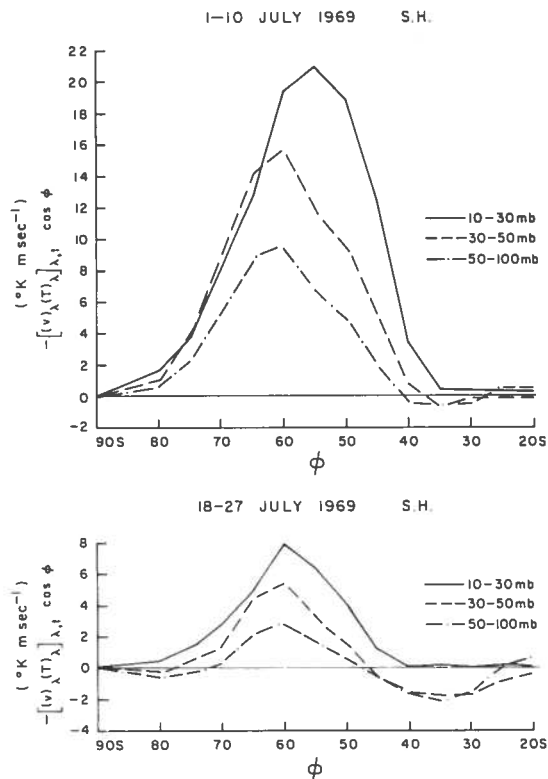 1–10 JULY 1969 S.H.
22
20
18
16
14
12
10
8
6
4
2
0
-2
(°K m sec⁻¹)
-[(v)λ(T)λ]λ,t cos ϕ
10–30mb
30–50mb
50–100mb
90S 80 70 60 50 40 30 20S
ϕ
18–27 JULY 1969 S.H.
8
6
4
2
0
-2
-4
(°K m sec⁻¹)
-[(v)λ(T)λ]λ,t cos ϕ
10–30mb
30–50mb
50–100mb
90S 80 70 60 50 40 30 20S
ϕ